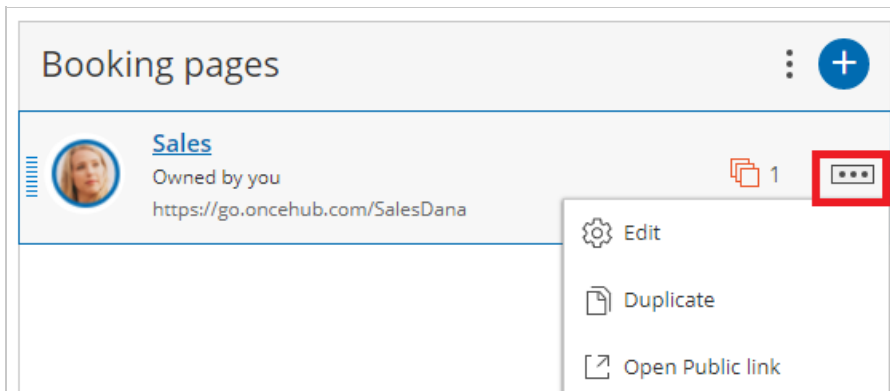 Booking pages
Sales
Owned by you
1
https://go.oncehub.com/SalesDana
Edit
Duplicate
Open Public link